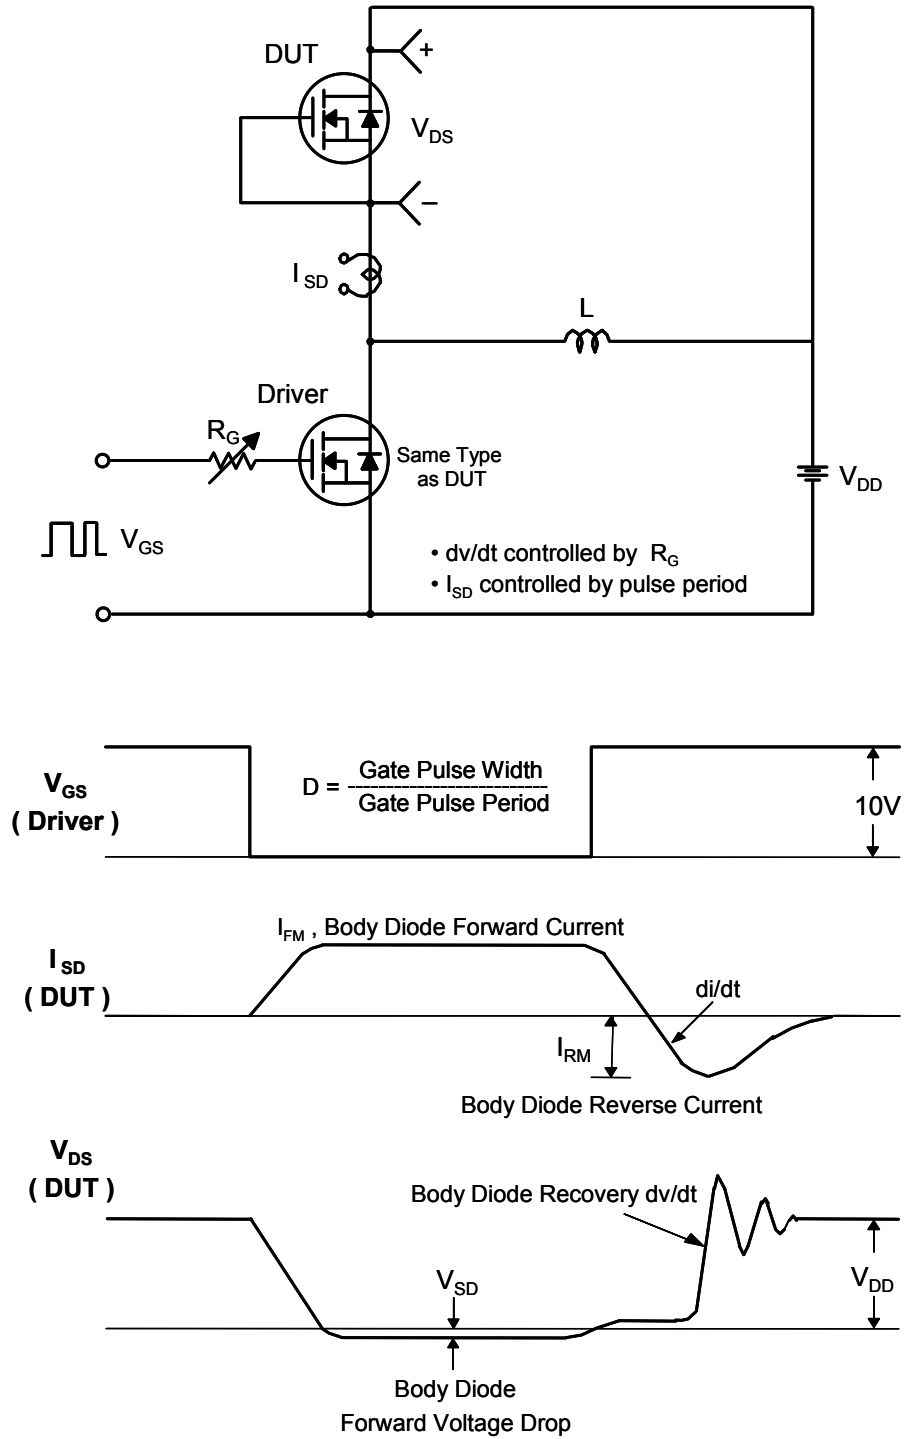 DUT
+
V_DS
–
I_SD
L
Driver
R_G
Same Type
as DUT
V_DD
V_GS
• dv/dt controlled by R_G
• I_SD controlled by pulse period
V_GS
( Driver )
D = Gate Pulse Width
Gate Pulse Period
10V
I_FM , Body Diode Forward Current
I_SD
( DUT )
di/dt
I_RM
Body Diode Reverse Current
V_DS
( DUT )
Body Diode Recovery dv/dt
V_SD
V_DD
Body Diode
Forward Voltage Drop